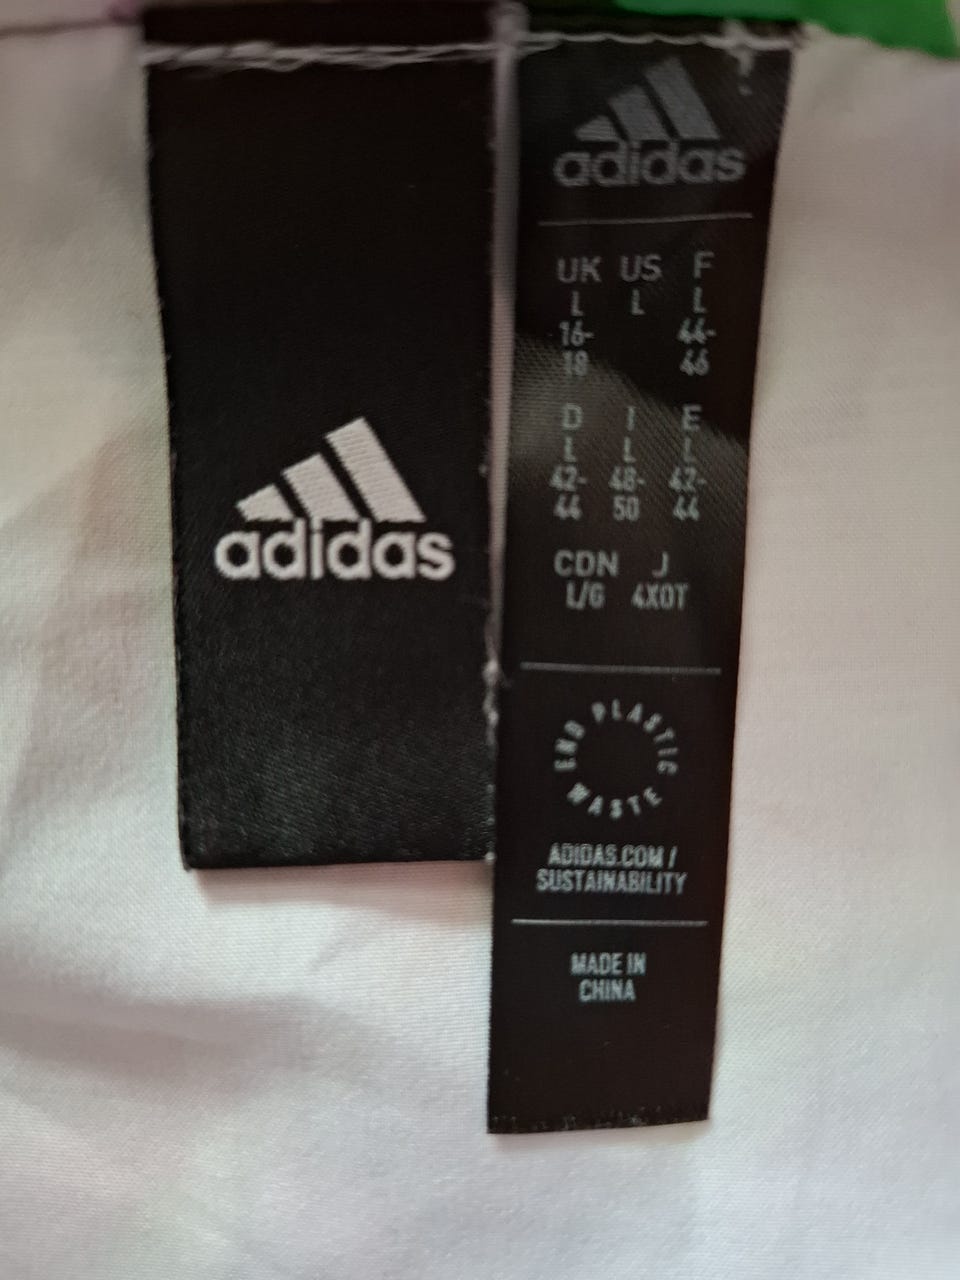 adidas
adidas
UK US F
L L L
16- 44-
18 46
D I E
L L L
42- 48- 42-
44 50 44
CDN J
L/G 4XOT
END PLASTIC WASTE
ADIDAS.COM /
SUSTAINABILITY
MADE IN
CHINA